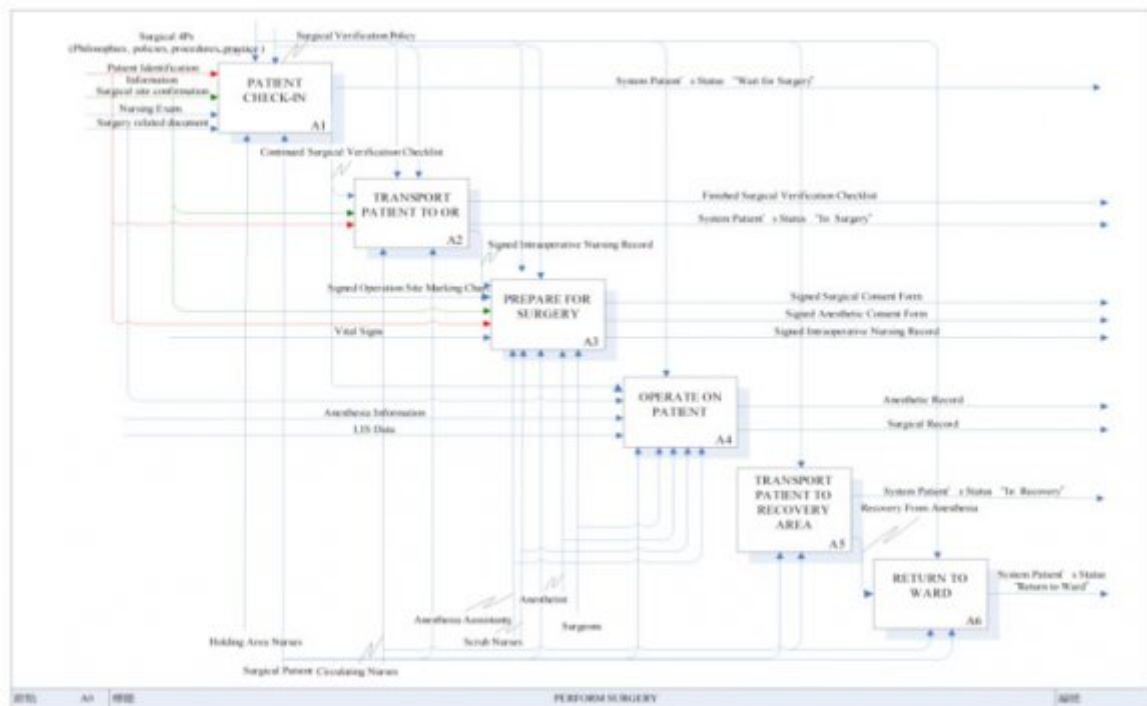 Surgical 4Ps
(Philosophies, policies, procedures, practice )
Surgical Verification Policy
Patient Identification
Information
Surgical site confirmation
Nursing Exam
Surgery related document
PATIENT
CHECK-IN
A1
System Patient's Status "Wait for Surgery"
Continued Surgical Verification Checklist
TRANSPORT
PATIENT TO OR
A2
Finished Surgical Verification Checklist
System Patient's Status "In Surgery"
Signed Intraoperative Nursing Record
Signed Operation Site Marking Chart
PREPARE FOR
SURGERY
A3
Vital Signs
Signed Surgical Consent Form
Signed Anesthetic Consent Form
Signed Intraoperative Nursing Record
OPERATE ON
PATIENT
A4
Anesthesia Information
LIS Data
Anesthetic Record
Surgical Record
TRANSPORT
PATIENT TO
RECOVERY
AREA
A5
System Patient's Status "In Recovery"
Recovery From Anesthesia
RETURN TO
WARD
A6
System Patient's Status
"Return to Ward"
Anesthetist
Anesthesia Assistants
Surgeons
Scrub Nurses
Holding Area Nurses
Surgical Patient
Circulating Nurses
A0
標題
PERFORM SURGERY